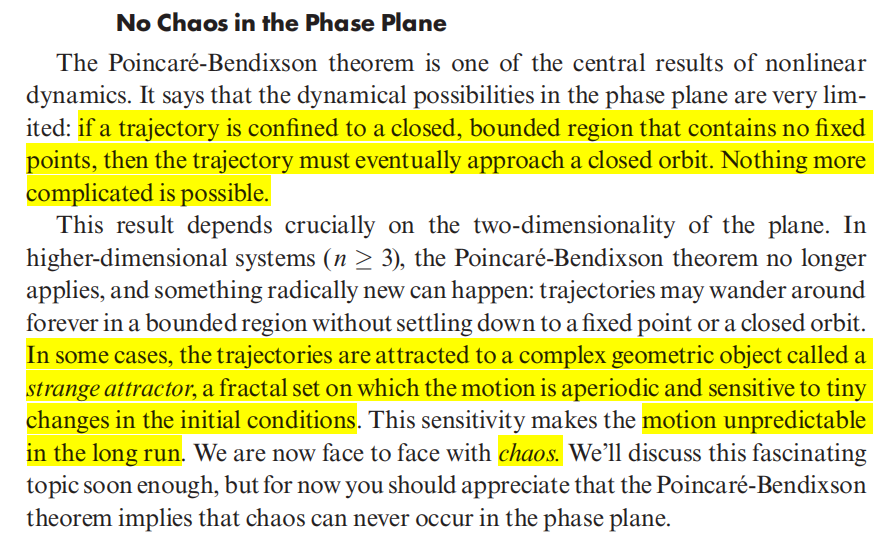 No Chaos in the Phase Plane
The Poincaré-Bendixson theorem is one of the central results of nonlinear
dynamics. It says that the dynamical possibilities in the phase plane are very lim-
ited: if a trajectory is confined to a closed, bounded region that contains no fixed
points, then the trajectory must eventually approach a closed orbit. Nothing more
complicated is possible.
This result depends crucially on the two-dimensionality of the plane. In
higher-dimensional systems (n ≥ 3), the Poincaré-Bendixson theorem no longer
applies, and something radically new can happen: trajectories may wander around
forever in a bounded region without settling down to a fixed point or a closed orbit.
In some cases, the trajectories are attracted to a complex geometric object called a
strange attractor, a fractal set on which the motion is aperiodic and sensitive to tiny
changes in the initial conditions. This sensitivity makes the motion unpredictable
in the long run. We are now face to face with chaos. We’ll discuss this fascinating
topic soon enough, but for now you should appreciate that the Poincaré-Bendixson
theorem implies that chaos can never occur in the phase plane.